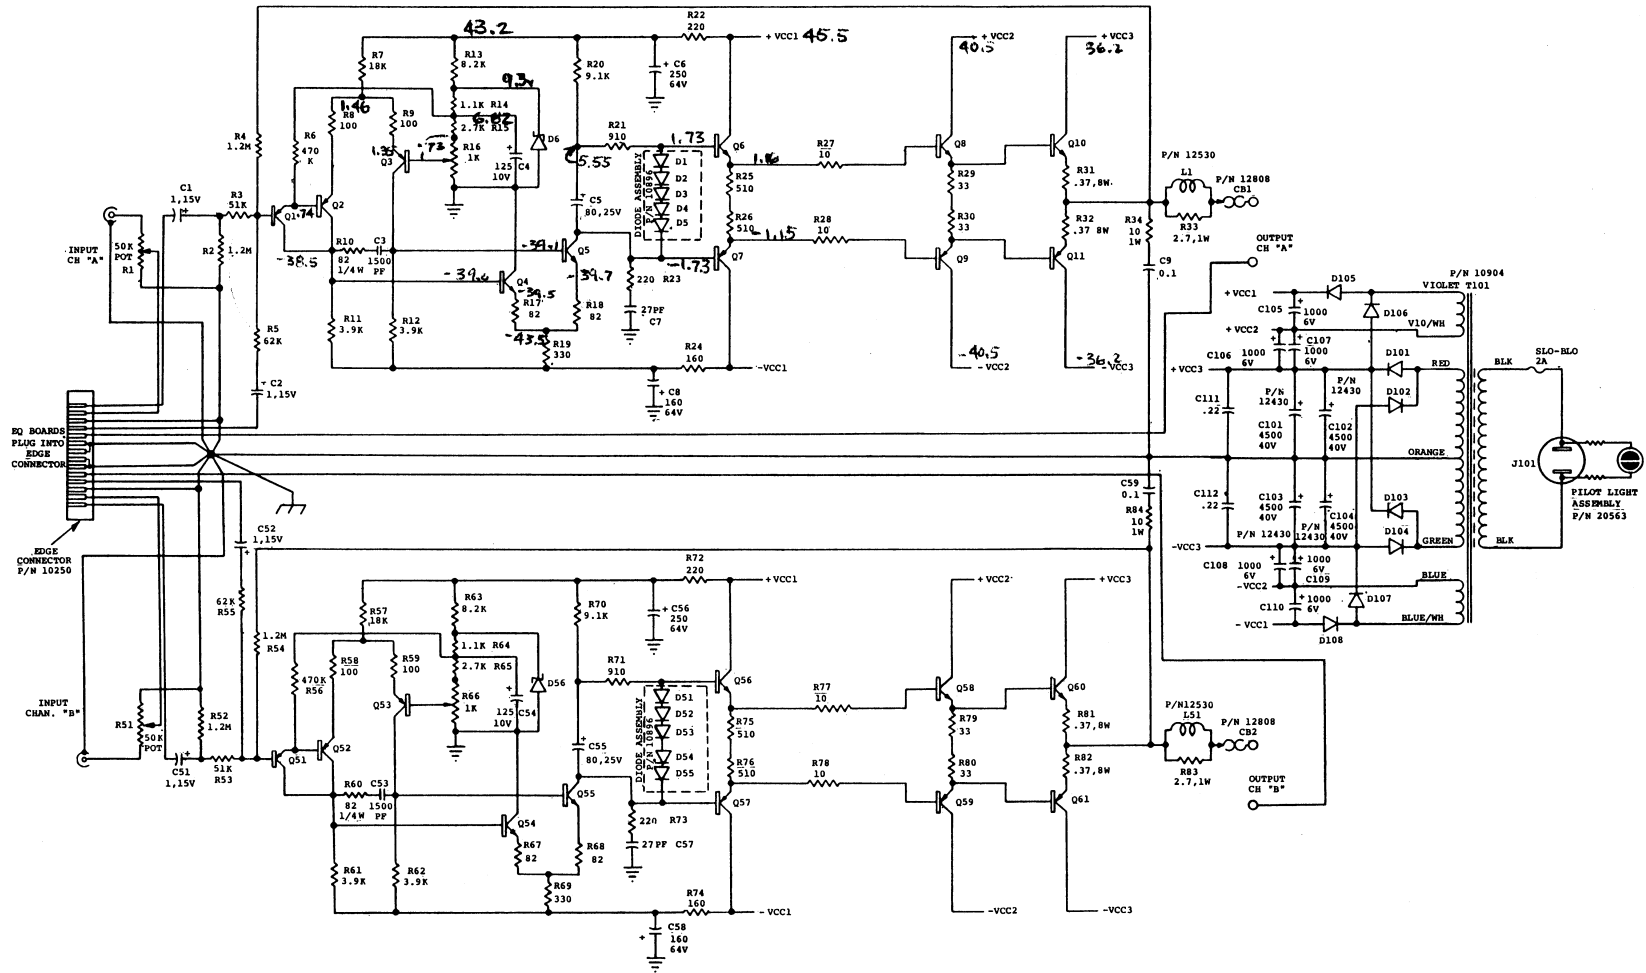 43.2
R22
220
+VCC1 45.5
+VCC2
40.5
+VCC3
36.2
R7
18K
R13
8.2K
R20
9.1K
+ C6
250
64V
9.3v
1.46
R8
100
R9
100
1.1K R14
6.82
2.7K R15
R4
1.2M
R6
470
K
Q3
.73
R16
1K
+
125
10V
C4
D6
R21
910
1.73
5.55
Q6
1.16
R27
10
Q8
Q10
DIODE ASSEMBLY
P/N 10896
D1
D2
D3
D4
D5
R25
510
R26
510
R29
33
R30
33
R31
.37,8W
R32
.37 8W
P/N 12530
L1
P/N 12808
CB1
R33
2.7,1W
C1
1,15V
+
R3
51K
Q1
.74
Q2
+ C5
80,25V
R28
10
-1.15
R34
10
1W
INPUT
CH "A"
50K
POT
R1
R2
1.2M
R10
82
1/4W
C3
1500
PF
-38.5
-39.1
Q5
-39.7
-1.73
Q7
Q9
Q11
OUTPUT
CH "A"
C9
0.1
-39.6
Q4
-39.5
R17
82
R18
82
220 R23
27PF
C7
R11
3.9K
R12
3.9K
-43.5
R19
330
R24
160
-VCC1
-40.5
-VCC2
-36.2
-VCC3
R5
62K
+ C2
1,15V
+ C8
160
64V
P/N 10904
VIOLET T101
D105
+VCC1
C105
+
1000
6V
D106
V10/WH
+VCC2
C106
1000
6V
+
C107
1000
6V
D101
RED
BLK
SLO-BLO
2A
+VCC3
C111
.22
P/N
12430
+
C101
4500
40V
P/N
12430
+
C102
4500
40V
D102
ORANGE
J101
PILOT LIGHT
ASSEMBLY
P/N 20563
EQ BOARDS
PLUG INTO
EDGE
CONNECTOR
EDGE
CONNECTOR
P/N 10250
C59
0.1
R84
10
1W
C112
.22
+
C103
4500
40V
+
C104
4500
40V
D103
P/N 12430
P/N
12430
D104
-VCC3
GREEN
BLK
C108
1000
6V
+
1000
6V
C109
-VCC2
BLUE
C110
+
1000
6V
D107
-VCC1
BLUE/WH
D108
C52
1,15V
+
62K
R55
1.2M
R54
R72
220
+VCC1
+VCC2
+VCC3
R57
18K
R63
8.2K
R70
9.1K
+ C56
250
64V
R58
100
R59
100
1.1K R64
2.7K R65
470K
R56
Q53
R66
1K
+
125
10V
C54
D56
R71
910
Q56
R77
10
Q58
Q60
DIODE ASSEMBLY
P/N 10896
D51
D52
D53
D54
D55
R75
510
R76
510
R79
33
R80
33
R81
.37,8W
R82
.37,8W
P/N12530
L51
P/N 12808
CB2
R83
2.7,1W
INPUT
CHAN. "B"
R51
50K
POT
R52
1.2M
Q51
Q52
+ C55
80,25V
R78
10
C51
1,15V
+
51K
R53
R60
82
1/4W
C53
1500
PF
Q55
Q57
Q59
Q61
OUTPUT
CH "B"
Q54
R67
82
R68
82
220 R73
27PF C57
R61
3.9K
R62
3.9K
R69
330
R74
160
-VCC1
-VCC2
-VCC3
+
C58
160
64V